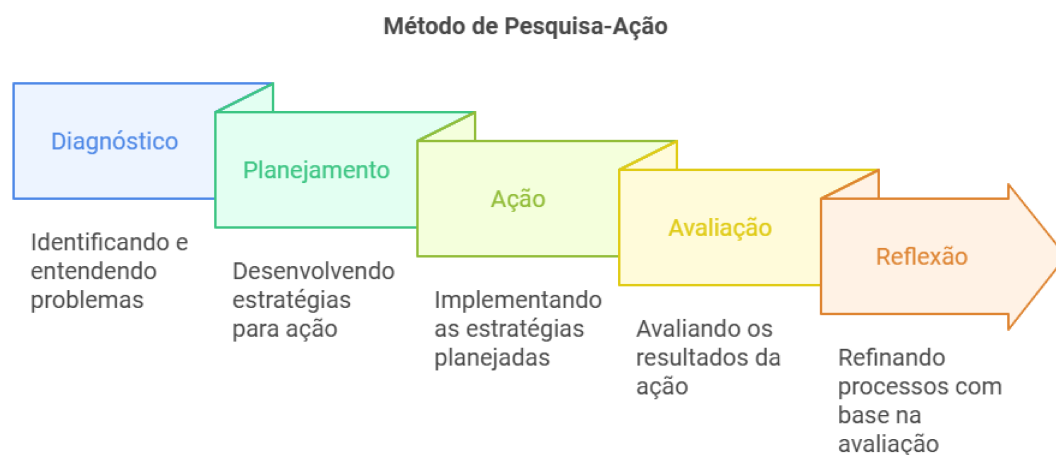 Método de Pesquisa-Ação
Diagnóstico
Identificando e
entendendo
problemas
Planejamento
Desenvolvendo
estratégias
para ação
Ação
Implementando
as estratégias
planejadas
Avaliação
Avaliando os
resultados da
ação
Reflexão
Refinando
processos com
base na
avaliação